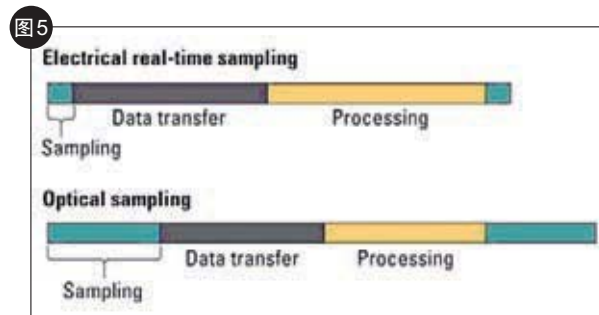 图5
Electrical real-time sampling
Data transfer Processing
Sampling
Optical sampling
Data transfer Processing
Sampling